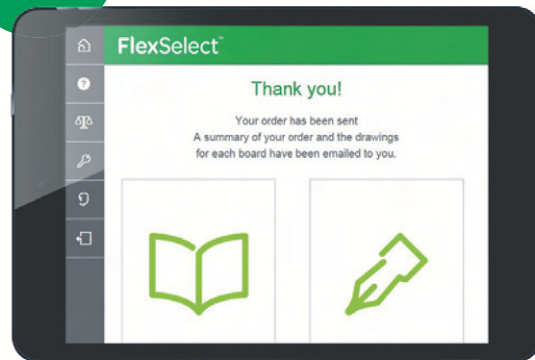 FlexSelect™
Thank you!
Your order has been sent
A summary of your order and the drawings
for each board have been emailed to you.